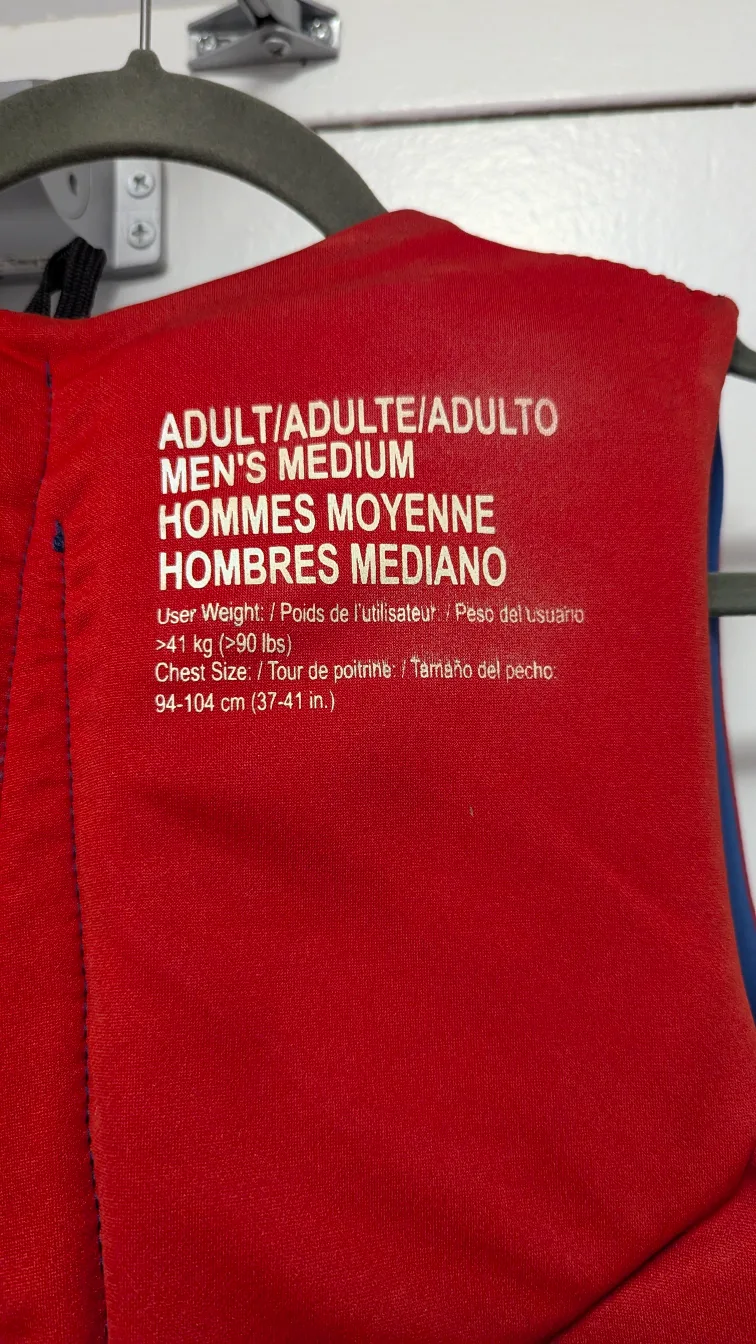 ADULT/ADULTE/ADULTO
MEN'S MEDIUM
HOMMES MOYENNE
HOMBRES MEDIANO
User Weight: / Poids de l'utilisateur : / Peso del usuario
>41 kg (>90 lbs)
Chest Size: / Tour de poitrine: / Tamaño del pecho:
94-104 cm (37-41 in.)